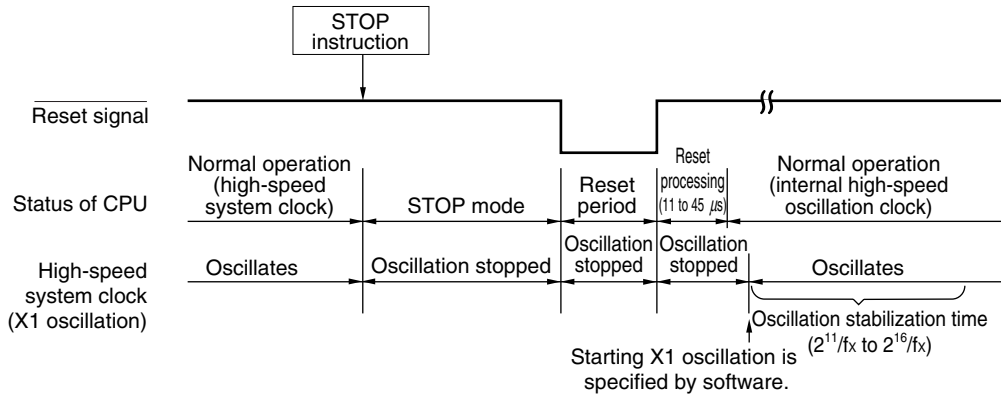 STOP
instruction
Reset signal
Normal operation
(high-speed
system clock)
Reset
period
Reset
processing
(11 to 45 μs)
Normal operation
(internal high-speed
oscillation clock)
Status of CPU
STOP mode
High-speed
system clock
(X1 oscillation)
Oscillates
Oscillation stopped
Oscillation
stopped
Oscillation
stopped
Oscillates
Oscillation stabilization time
(2¹¹/fX to 2¹⁶/fX)
Starting X1 oscillation is
specified by software.